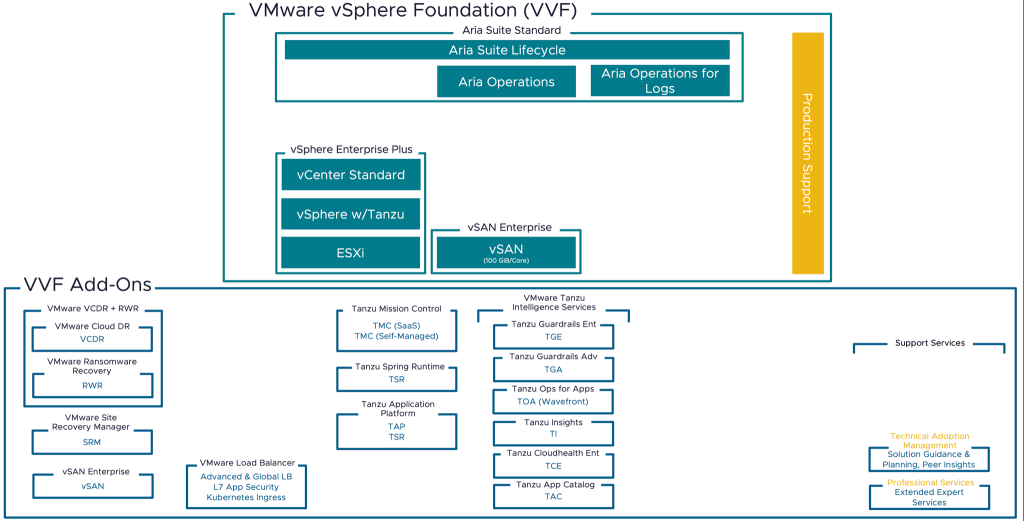 VMware vSphere Foundation (VVF)
Aria Suite Standard
Aria Suite Lifecycle
Aria Operations
Aria Operations for
Logs
Production Support
vSphere Enterprise Plus
vCenter Standard
vSphere w/Tanzu
ESXi
vSAN Enterprise
vSAN
(100 GIB/Core)
VVF Add-Ons
VMware VCDR + RWR
VMware Cloud DR
VCDR
VMware Ransomware
Recovery
RWR
VMware Site
Recovery Manager
SRM
vSAN Enterprise
vSAN
VMware Load Balancer
Advanced & Global LB
L7 App Security
Kubernetes Ingress
Tanzu Mission Control
TMC (SaaS)
TMC (Self-Managed)
Tanzu Spring Runtime
TSR
Tanzu Application
Platform
TAP
TSR
VMware Tanzu
Intelligence Services
Tanzu Guardrails Ent
TGE
Tanzu Guardrails Adv
TGA
Tanzu Ops for Apps
TOA (Wavefront)
Tanzu Insights
TI
Tanzu Cloudhealth Ent
TCE
Tanzu App Catalog
TAC
Support Services
Technical Adoption
Management
Solution Guidance &
Planning, Peer Insights
Professional Services
Extended Expert
Services